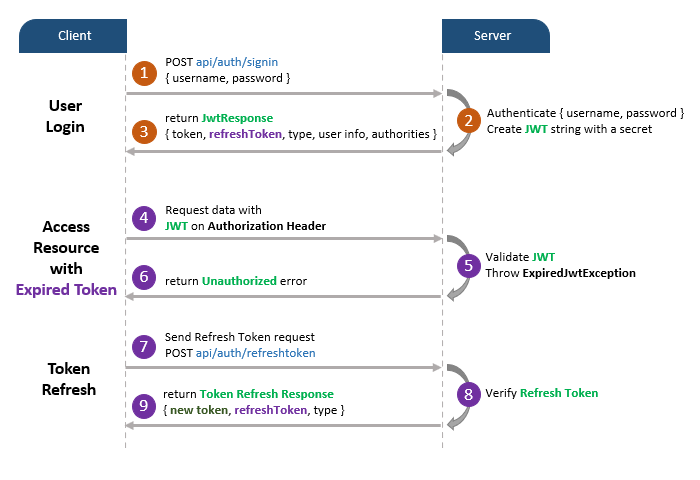 Client
Server
1
POST api/auth/signin
{ username, password }
User
Login
2
Authenticate { username, password }
Create JWT string with a secret
3
return JwtResponse
{ token, refreshToken, type, user info, authorities }
Access
Resource
with
Expired Token
4
Request data with
JWT on Authorization Header
5
Validate JWT
Throw ExpiredJwtException
6
return Unauthorized error
7
Send Refresh Token request
POST api/auth/refreshtoken
Token
Refresh
8
Verify Refresh Token
9
return Token Refresh Response
{ new token, refreshToken, type }